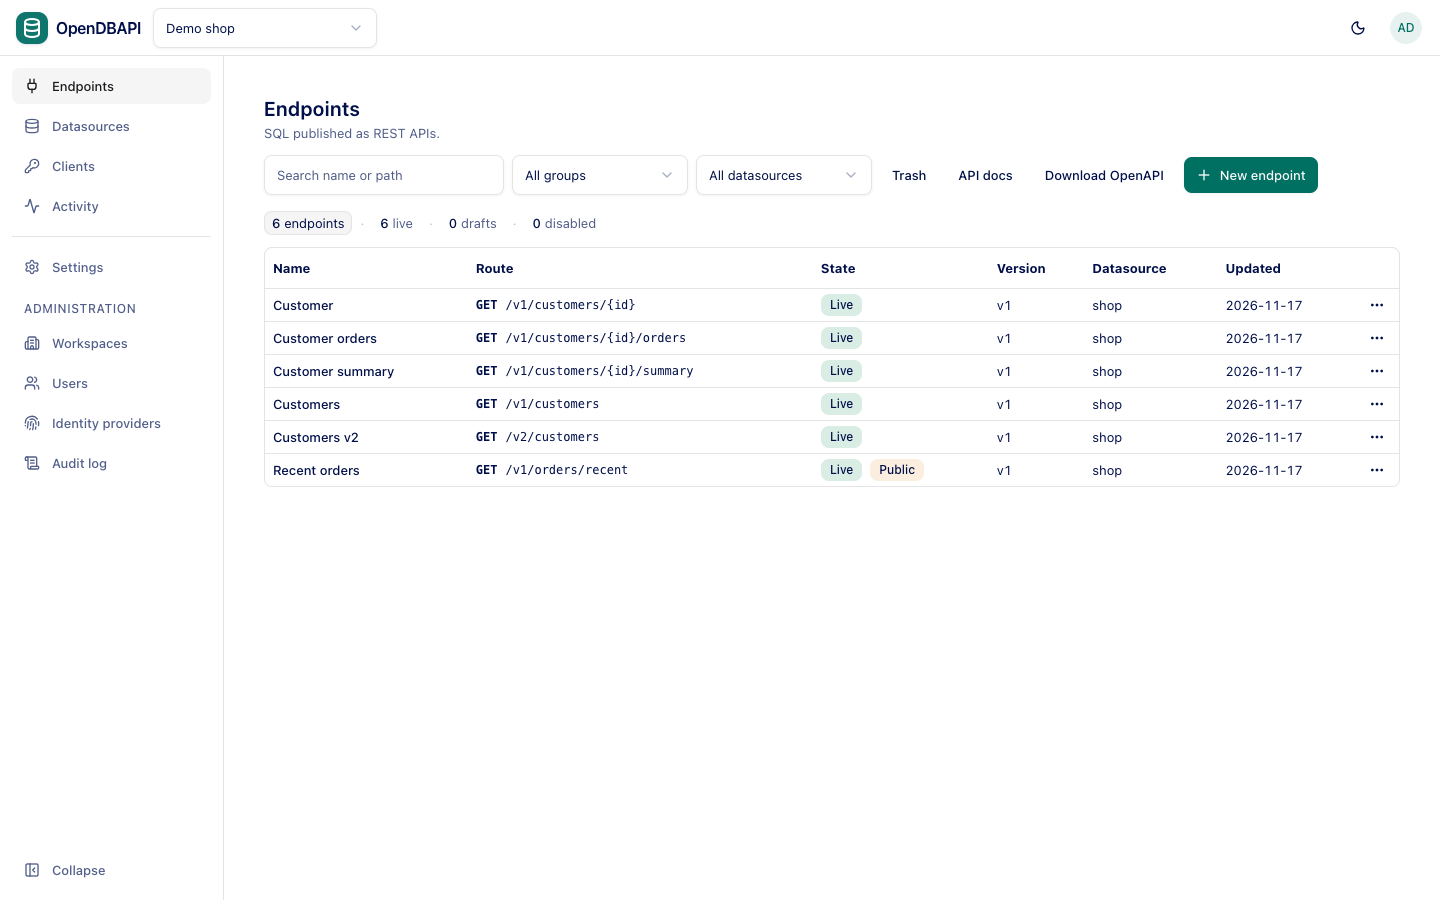 OpenDBAPI
Demo shop
AD
Endpoints
Datasources
Clients
Activity
Settings
ADMINISTRATION
Workspaces
Users
Identity providers
Audit log
Collapse
Endpoints
SQL published as REST APIs.
Search name or path
All groups
All datasources
Trash
API docs
Download OpenAPI
+ New endpoint
6 endpoints · 6 live · 0 drafts · 0 disabled
Name Route State Version Datasource Updated
Customer GET /v1/customers/{id} Live v1 shop 2026-11-17
Customer orders GET /v1/customers/{id}/orders Live v1 shop 2026-11-17
Customer summary GET /v1/customers/{id}/summary Live v1 shop 2026-11-17
Customers GET /v1/customers Live v1 shop 2026-11-17
Customers v2 GET /v2/customers Live v1 shop 2026-11-17
Recent orders GET /v1/orders/recent Live Public v1 shop 2026-11-17